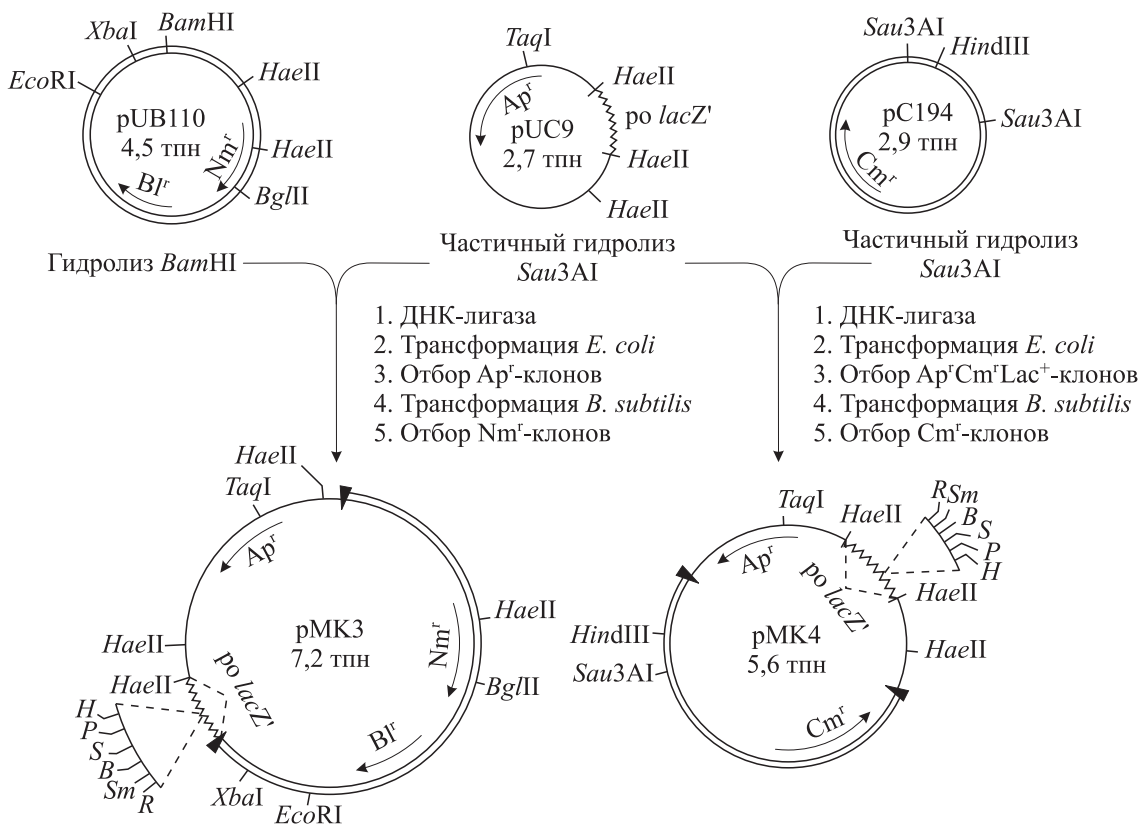 XbaI
BamHI
EcoRI
HaeII
pUB110
4,5 тпн
HaeII
Nmʳ
Blʳ
BglII
TaqI
HaeII
Apʳ
po lacZ'
pUC9
2,7 тпн
HaeII
HaeII
Sau3AI
HindIII
pC194
2,9 тпн
Sau3AI
Cmʳ
Гидролиз BamHI
Частичный гидролиз
Sau3AI
Частичный гидролиз
Sau3AI
1. ДНК-лигаза
2. Трансформация E. coli
3. Отбор Apʳ-клонов
4. Трансформация B. subtilis
5. Отбор Nmʳ-клонов
1. ДНК-лигаза
2. Трансформация E. coli
3. Отбор ApʳCmʳLac⁺-клонов
4. Трансформация B. subtilis
5. Отбор Cmʳ-клонов
HaeII
TaqI
Apʳ
HaeII
HaeII
pMK3
7,2 тпн
Nmʳ
HaeII
po lacZ'
BglII
H
P
S
B
Sm
R
Blʳ
XbaI
EcoRI
TaqI
HaeII
R
Sm
B
S
P
H
Apʳ
po lacZ'
HaeII
HindIII
pMK4
5,6 тпн
HaeII
Sau3AI
Cmʳ